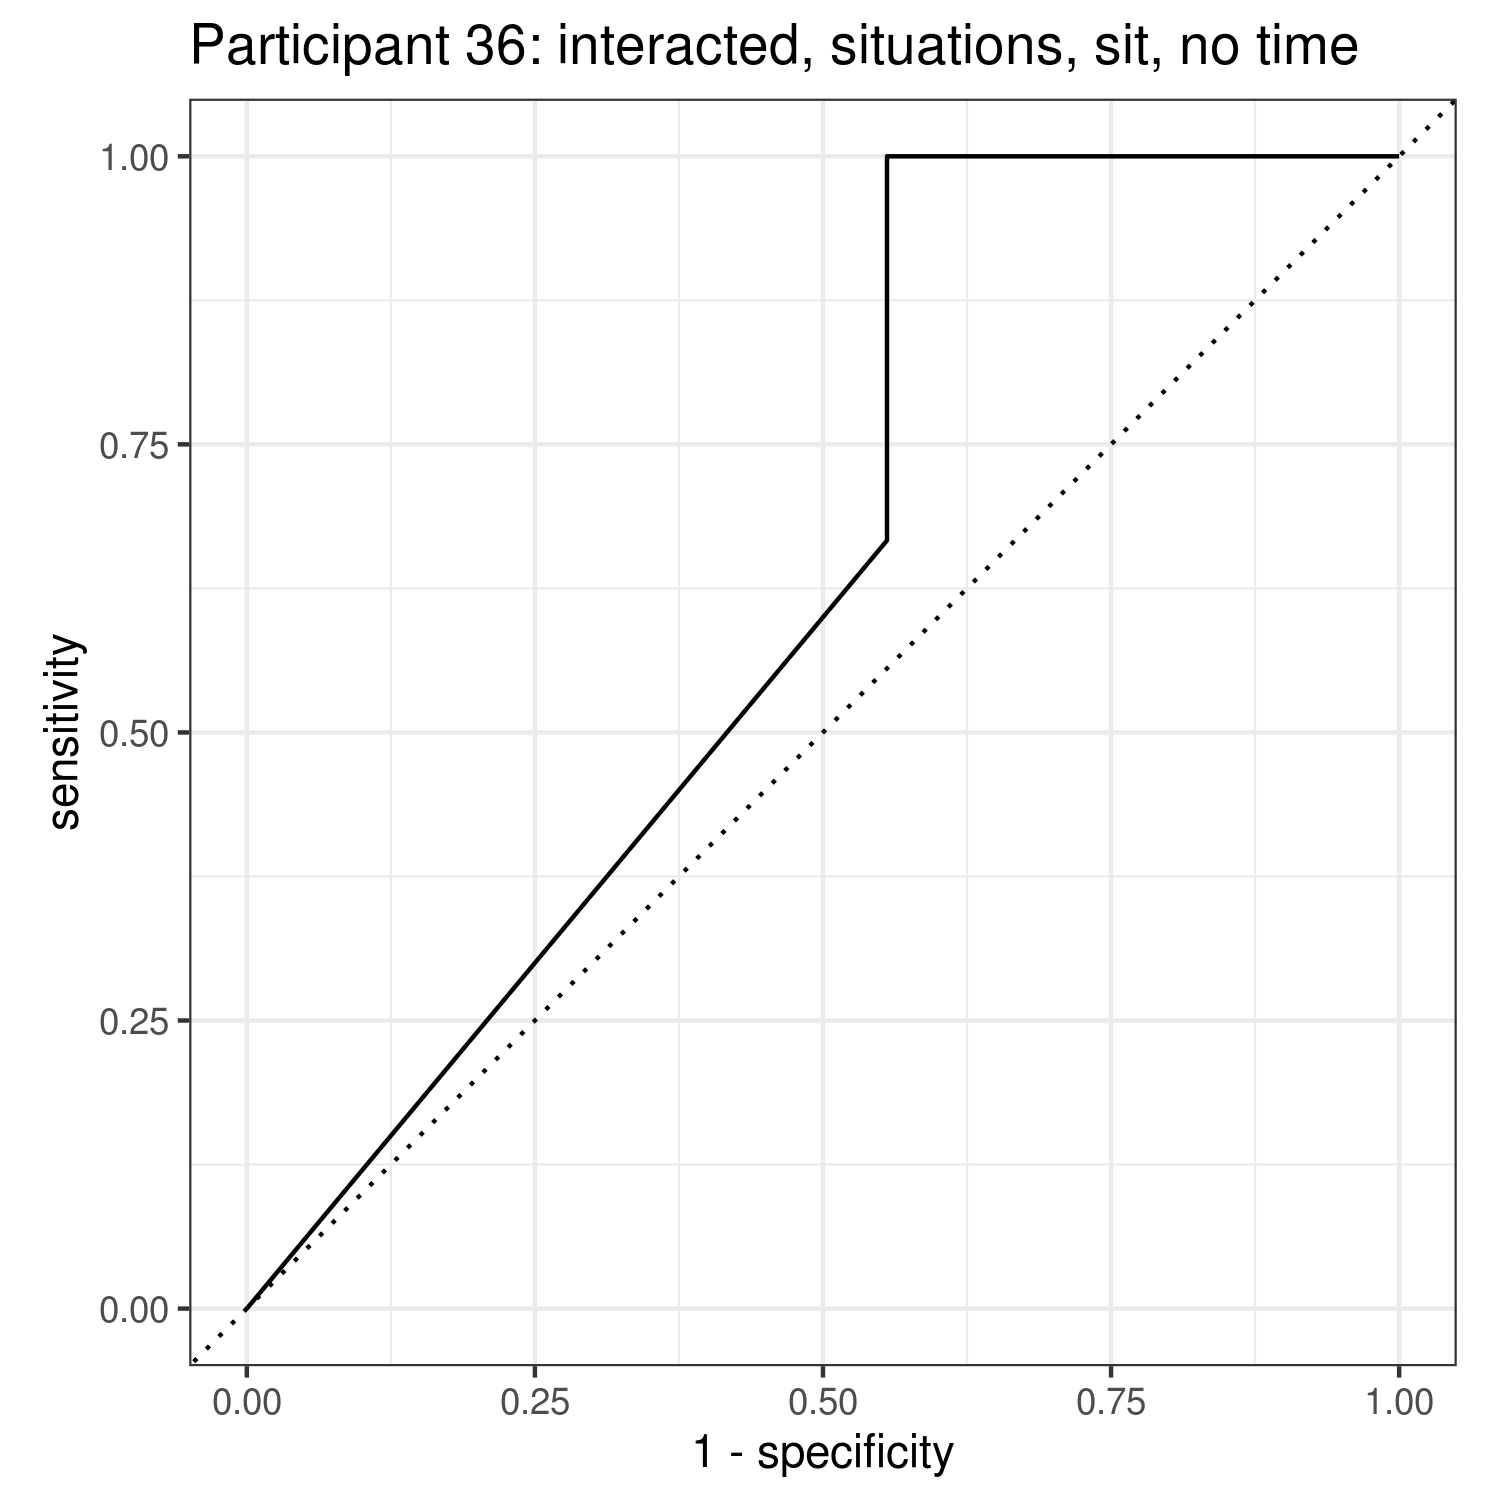 Participant 36: interacted, situations, sit, no time
1.00
0.75
0.50
0.25
0.00
sensitivity
0.00 0.25 0.50 0.75 1.00
1 - specificity